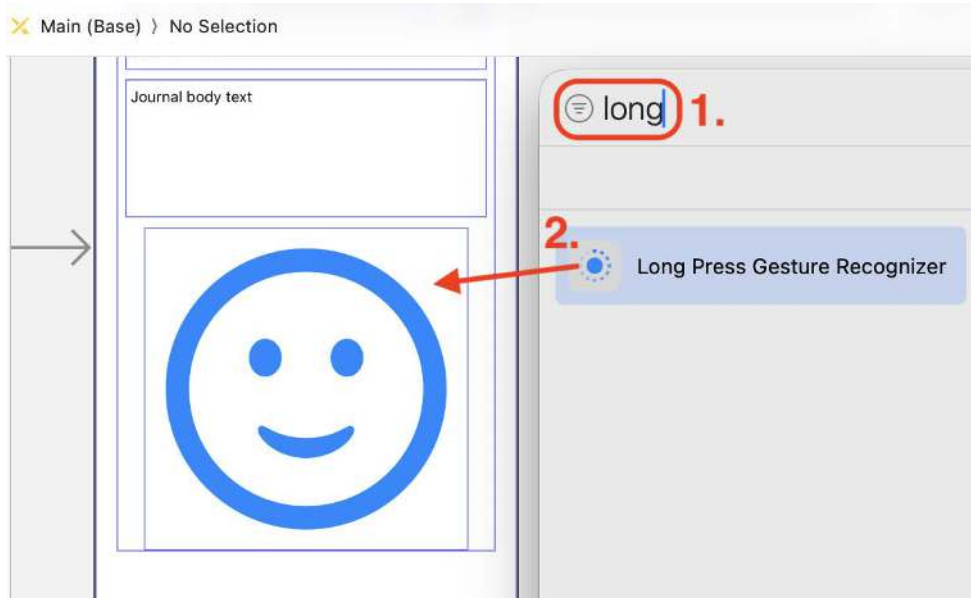 Main (Base) 〉 No Selection
Journal body text
long 1.
2.
Long Press Gesture Recognizer